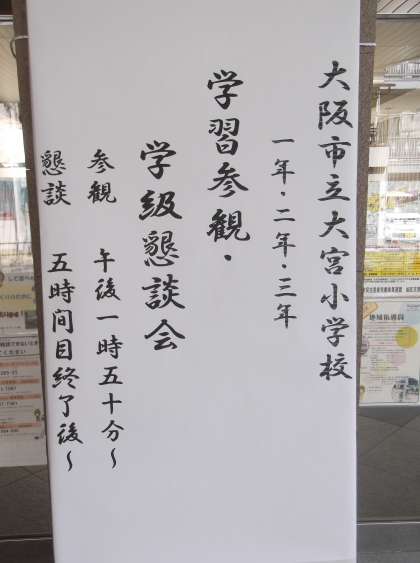 大阪市立大宮小学校
一年・二年・三年
学習参観・
学級懇談会
参観　午後一時五十分～
懇談　五時間目終了後～